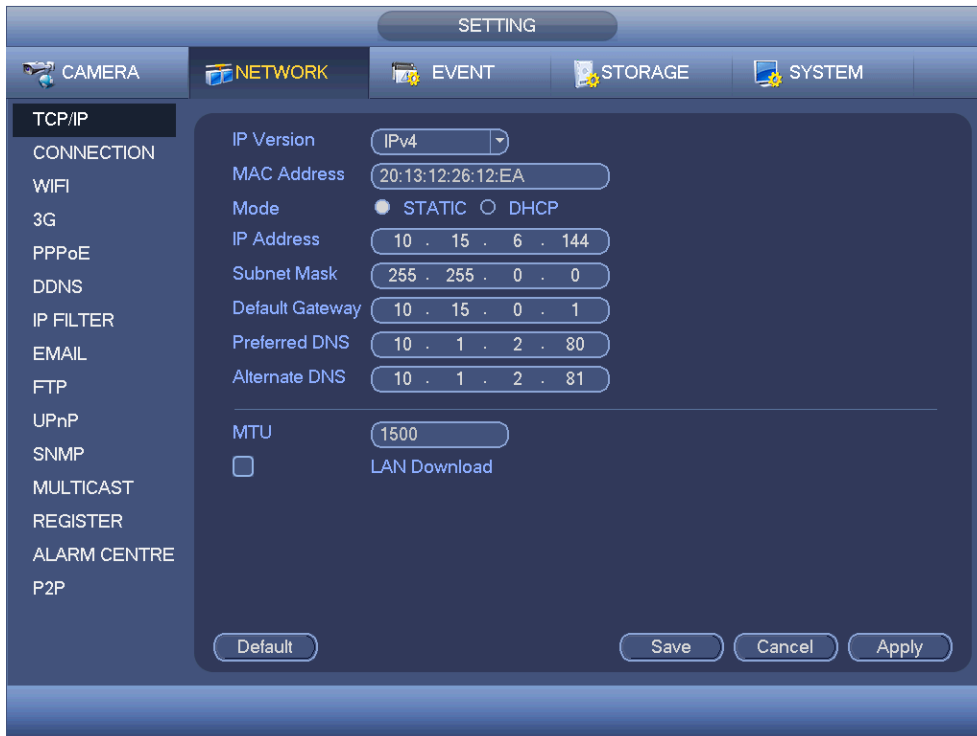 SETTING
CAMERA NETWORK EVENT STORAGE SYSTEM
TCP/IP
CONNECTION
WIFI
3G
PPPoE
DDNS
IP FILTER
EMAIL
FTP
UPnP
SNMP
MULTICAST
REGISTER
ALARM CENTRE
P2P
IP Version IPv4
MAC Address 20:13:12:26:12:EA
Mode STATIC DHCP
IP Address 10 . 15 . 6 . 144
Subnet Mask 255 . 255 . 0 . 0
Default Gateway 10 . 15 . 0 . 1
Preferred DNS 10 . 1 . 2 . 80
Alternate DNS 10 . 1 . 2 . 81
MTU 1500
LAN Download
Default Save Cancel Apply